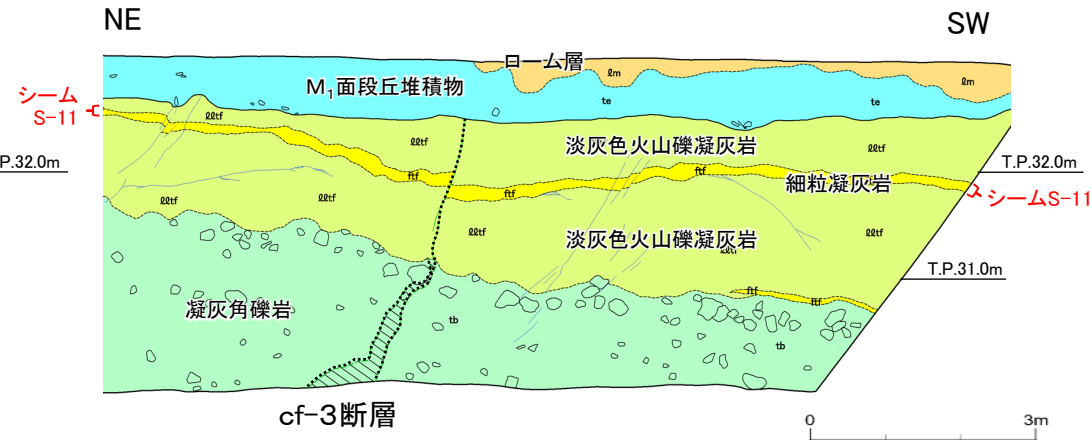 NE
SW
ローム層
ℓm
ℓm
M₁面段丘堆積物
te
te
シーム
S-11
ℓℓtf
ℓℓtf
淡灰色火山礫凝灰岩
ℓℓtf
P.32.0m
T.P.32.0m
ftf
ftf
ftf
細粒凝灰岩
シームS-11
ℓℓtf
ℓℓtf
ℓℓtf
淡灰色火山礫凝灰岩
ℓℓtf
ℓℓtf
T.P.31.0m
ftf
ftf
凝灰角礫岩
tb
tb
cf-3断層
0
3m